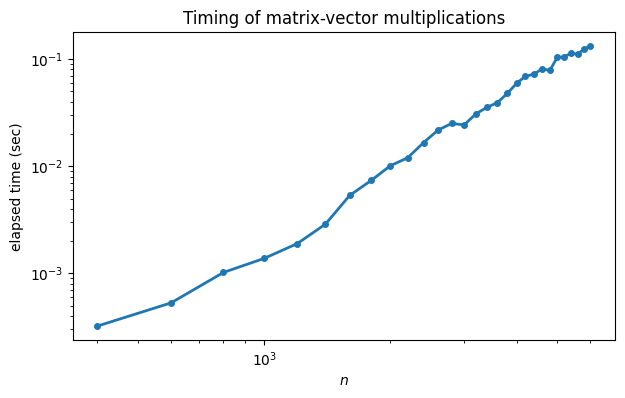 Timing of matrix-vector multiplications
10⁻¹
10⁻²
10⁻³
elapsed time (sec)
10³
n